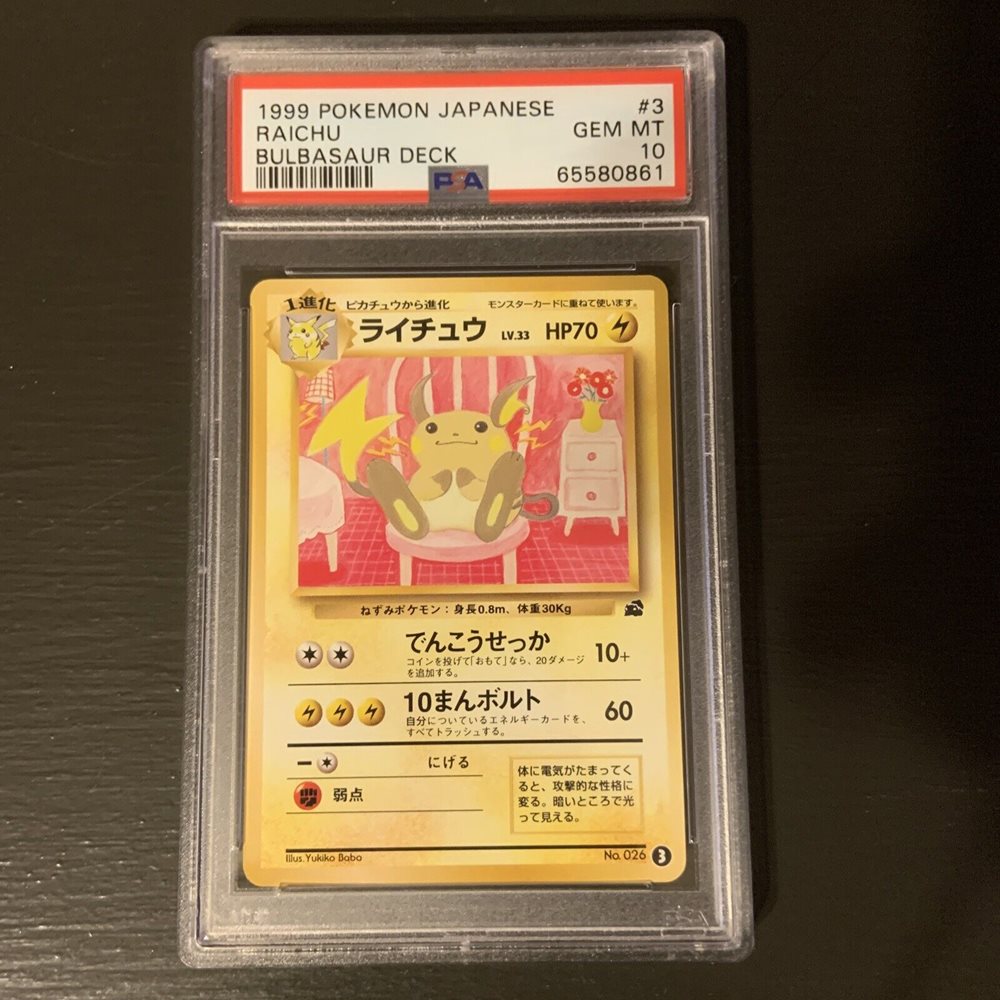 1999 POKEMON JAPANESE #3
RAICHU GEM MT
BULBASAUR DECK 10
PSA 65580861
1進化 ピカチュウから進化 モンスターカードに重ねて使います。
ライチュウ LV.33 HP70
ねずみポケモン：身長0.8m、体重30Kg
でんこうせっか 10+
コインを投げて「おもて」なら、20ダメージ
を追加する。
10まんボルト 60
自分についているエネルギーカードを、
すべてトラッシュする。
ー にげる
弱点
体に電気がたまってく
ると、攻撃的な性格に
変る。暗いところで光
って見える。
Illus. Yukiko Baba No. 026 3